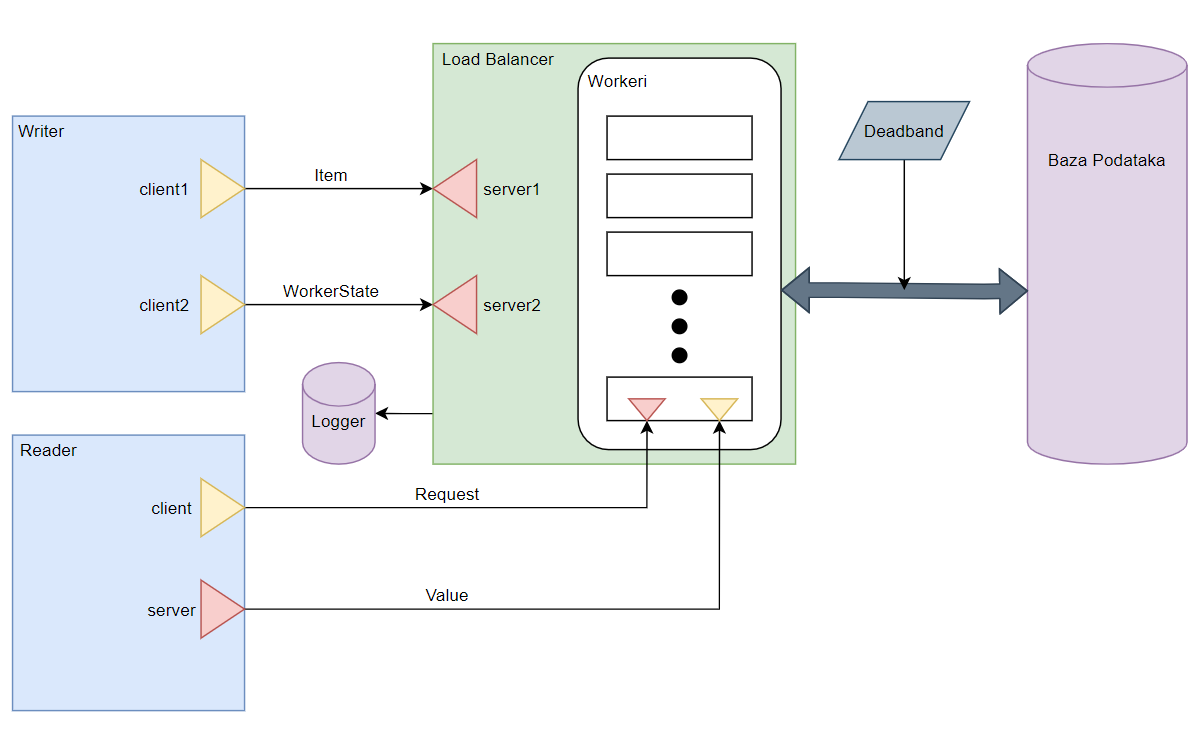 Load Balancer
Workeri
Writer
client1
Item
server1
client2
WorkerState
server2
Deadband
Baza Podataka
Logger
Reader
client
Request
server
Value